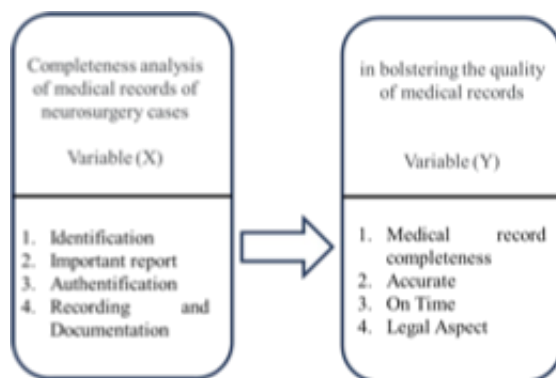 Completeness analysis
of medical records of
neurosurgery cases
Variable (X)
1. Identification
2. Important report
3. Authentification
4. Recording and
Documentation
in bolstering the quality
of medical records
Variable (Y)
1. Medical record
completeness
2. Accurate
3. On Time
4. Legal Aspect